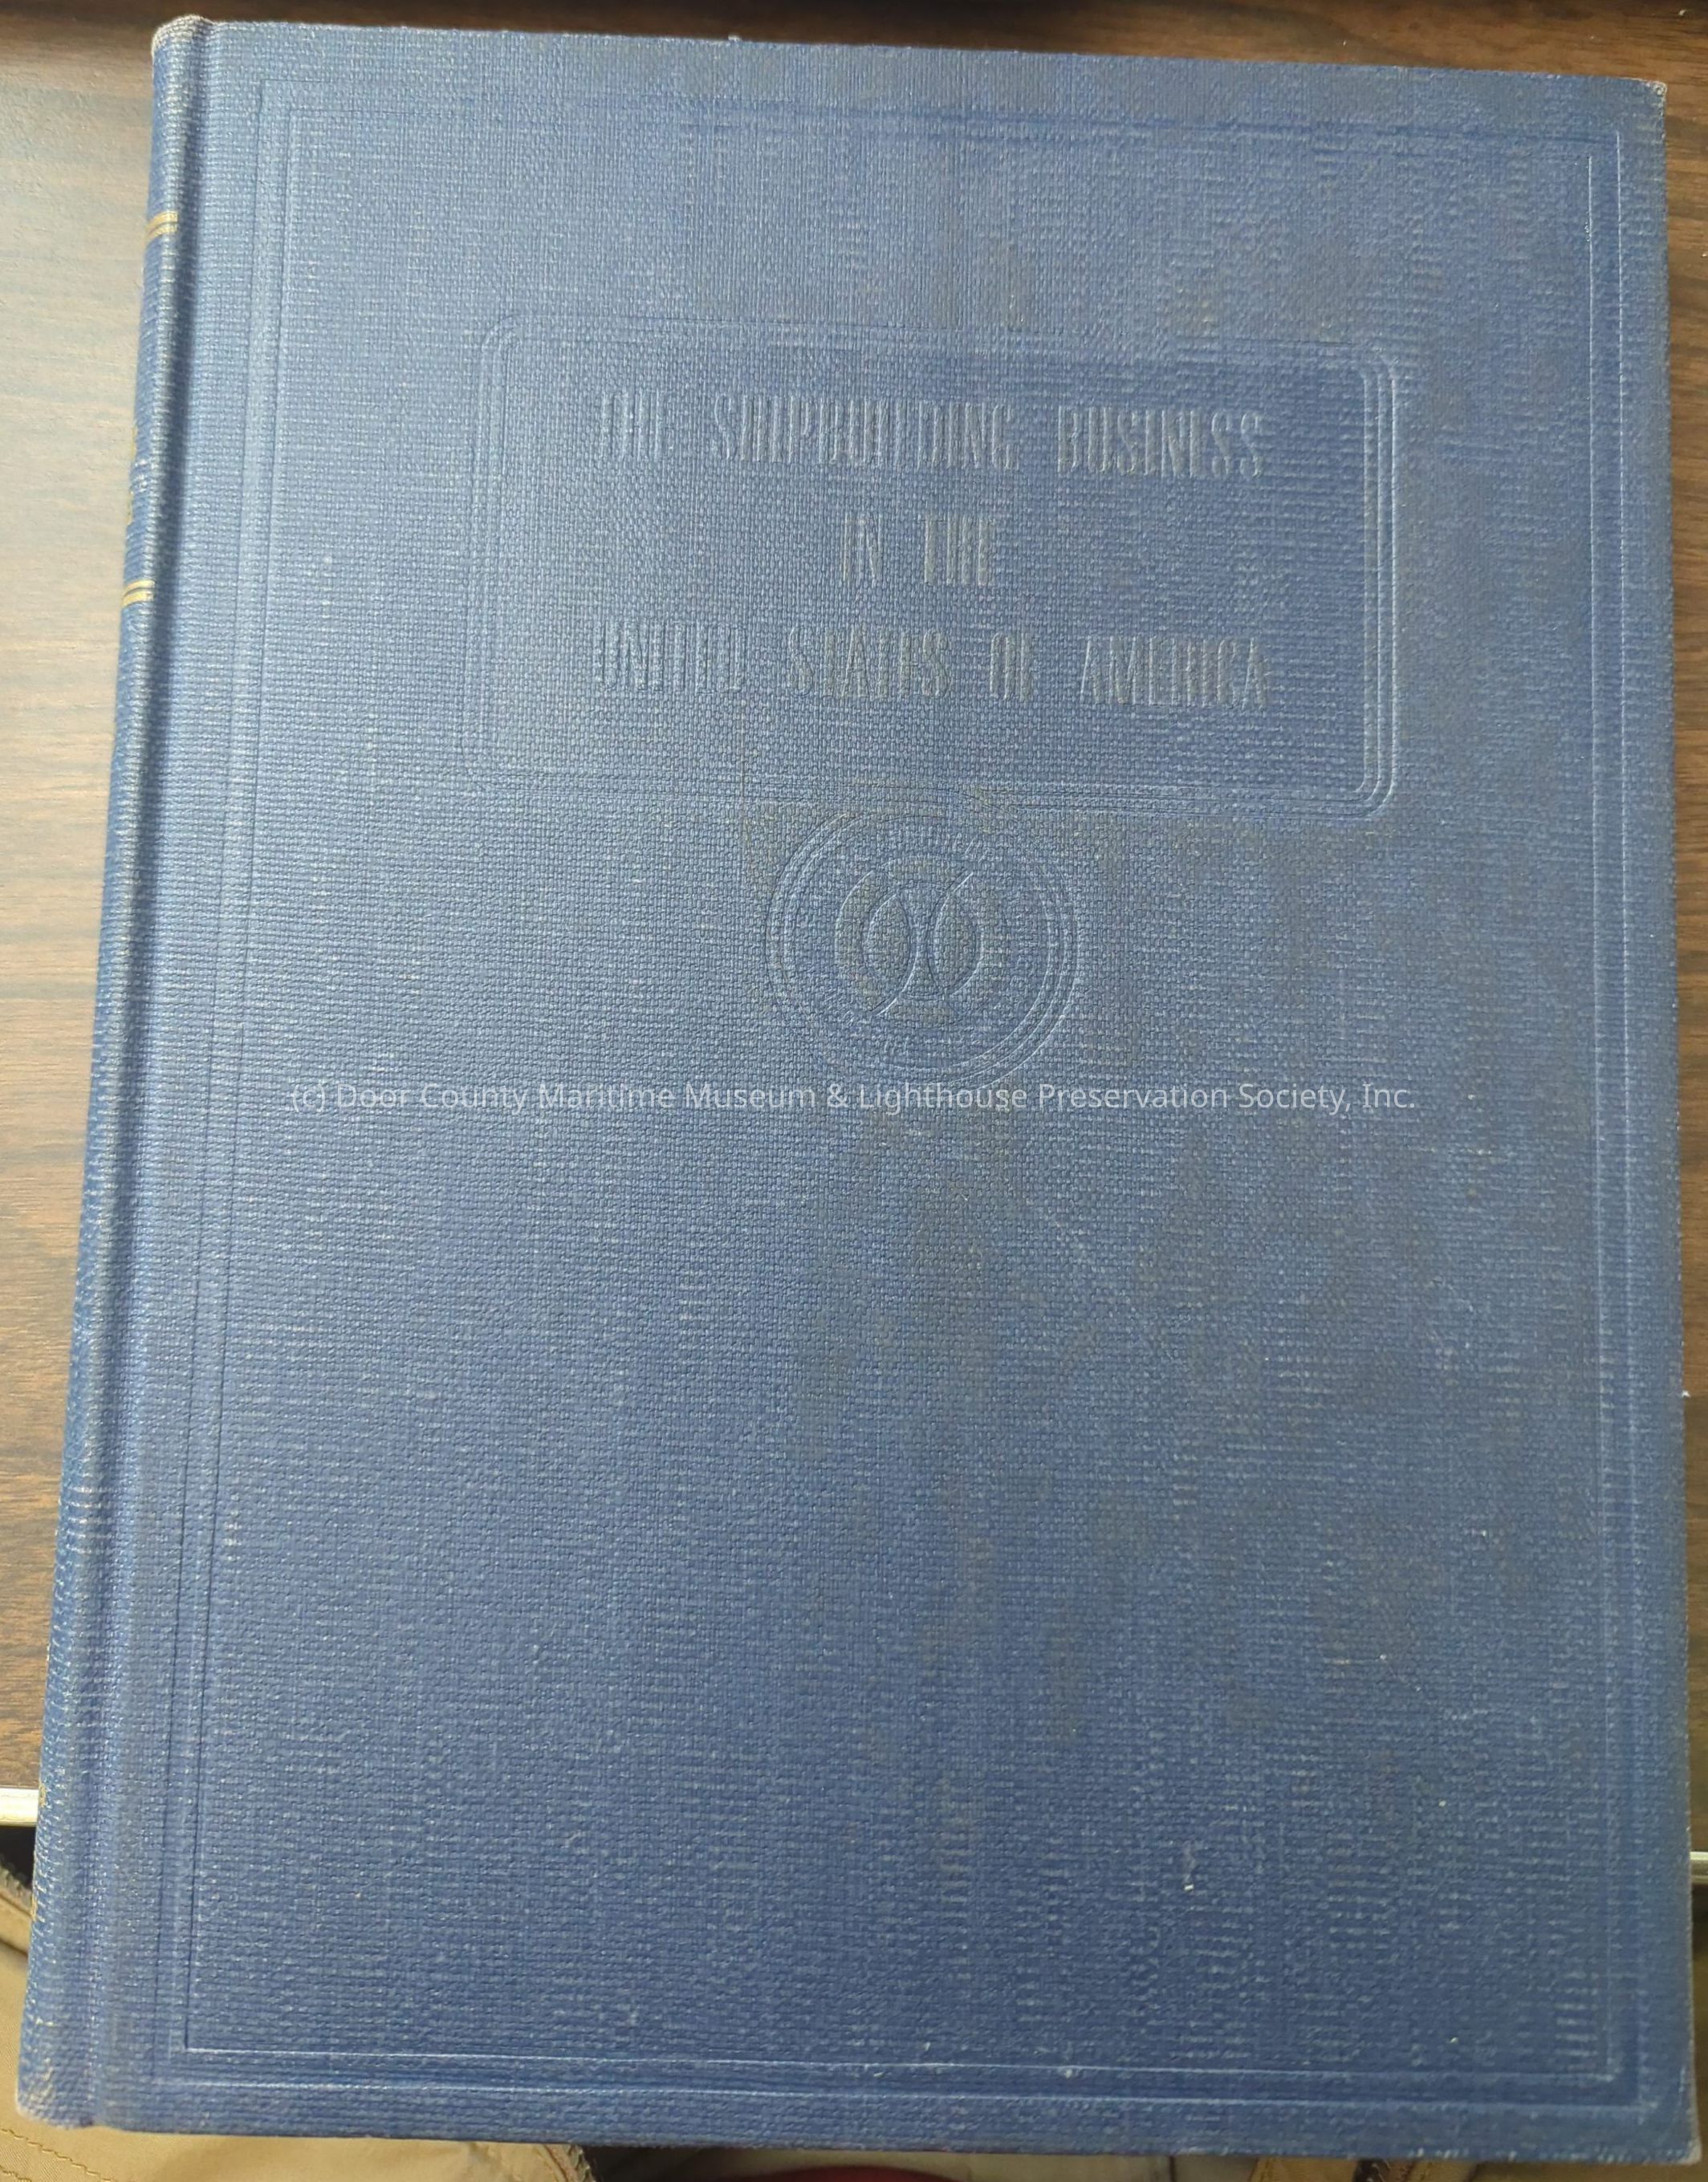 THE SHIPBUILDING BUSINESS
IN THE
UNITED STATES OF AMERICA
(c) Door County Maritime Museum & Lighthouse Preservation Society, Inc.